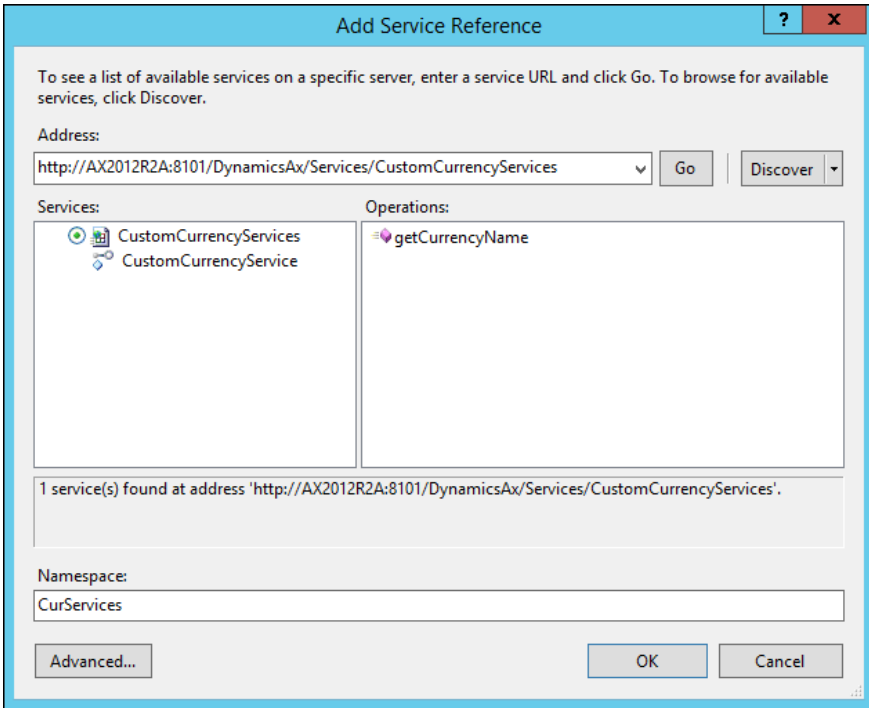 Add Service Reference
?
x
To see a list of available services on a specific server, enter a service URL and click Go. To browse for available
services, click Discover.
Address:
http://AX2012R2A:8101/DynamicsAx/Services/CustomCurrencyServices
Go
Discover
Services:
Operations:
CustomCurrencyServices
getCurrencyName
CustomCurrencyService
1 service(s) found at address 'http://AX2012R2A:8101/DynamicsAx/Services/CustomCurrencyServices'.
Namespace:
CurServices
Advanced...
OK
Cancel